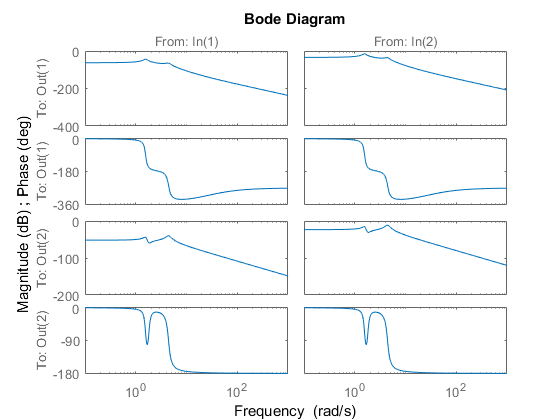 Bode Diagram
From: In(1)
From: In(2)
Magnitude (dB) ; Phase (deg)
To: Out(1)
0
-200
-400
To: Out(1)
0
-180
-360
To: Out(2)
0
-100
-200
To: Out(2)
0
-90
-180
10^0
10^2
10^0
10^2
Frequency (rad/s)